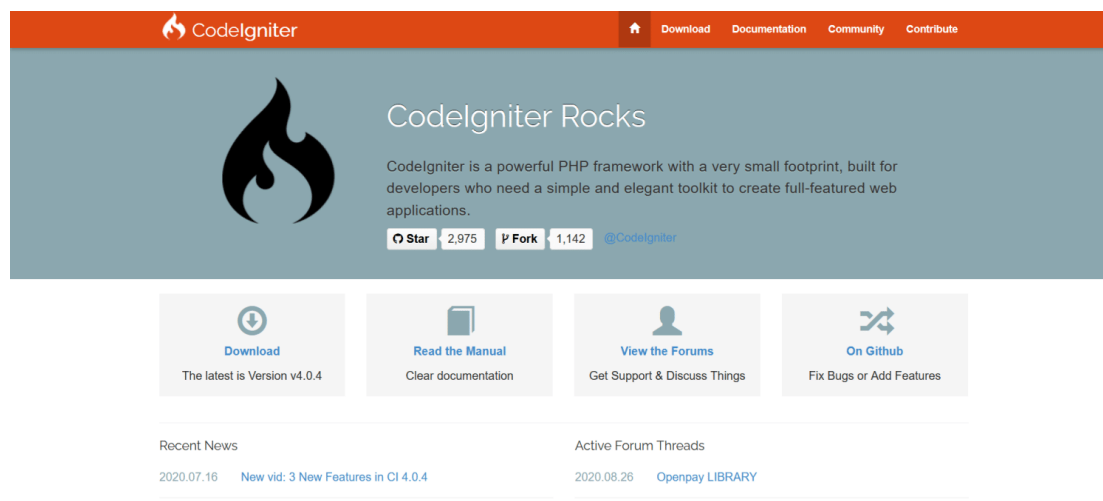 CodeIgniter
Download Documentation Community Contribute
CodeIgniter Rocks
CodeIgniter is a powerful PHP framework with a very small footprint, built for
developers who need a simple and elegant toolkit to create full-featured web
applications.
Star 2,975 Fork 1,142 @CodeIgniter
Download
The latest is Version v4.0.4
Read the Manual
Clear documentation
View the Forums
Get Support & Discuss Things
On Github
Fix Bugs or Add Features
Recent News
2020.07.16 New vid: 3 New Features in CI 4.0.4
Active Forum Threads
2020.08.26 Openpay LIBRARY